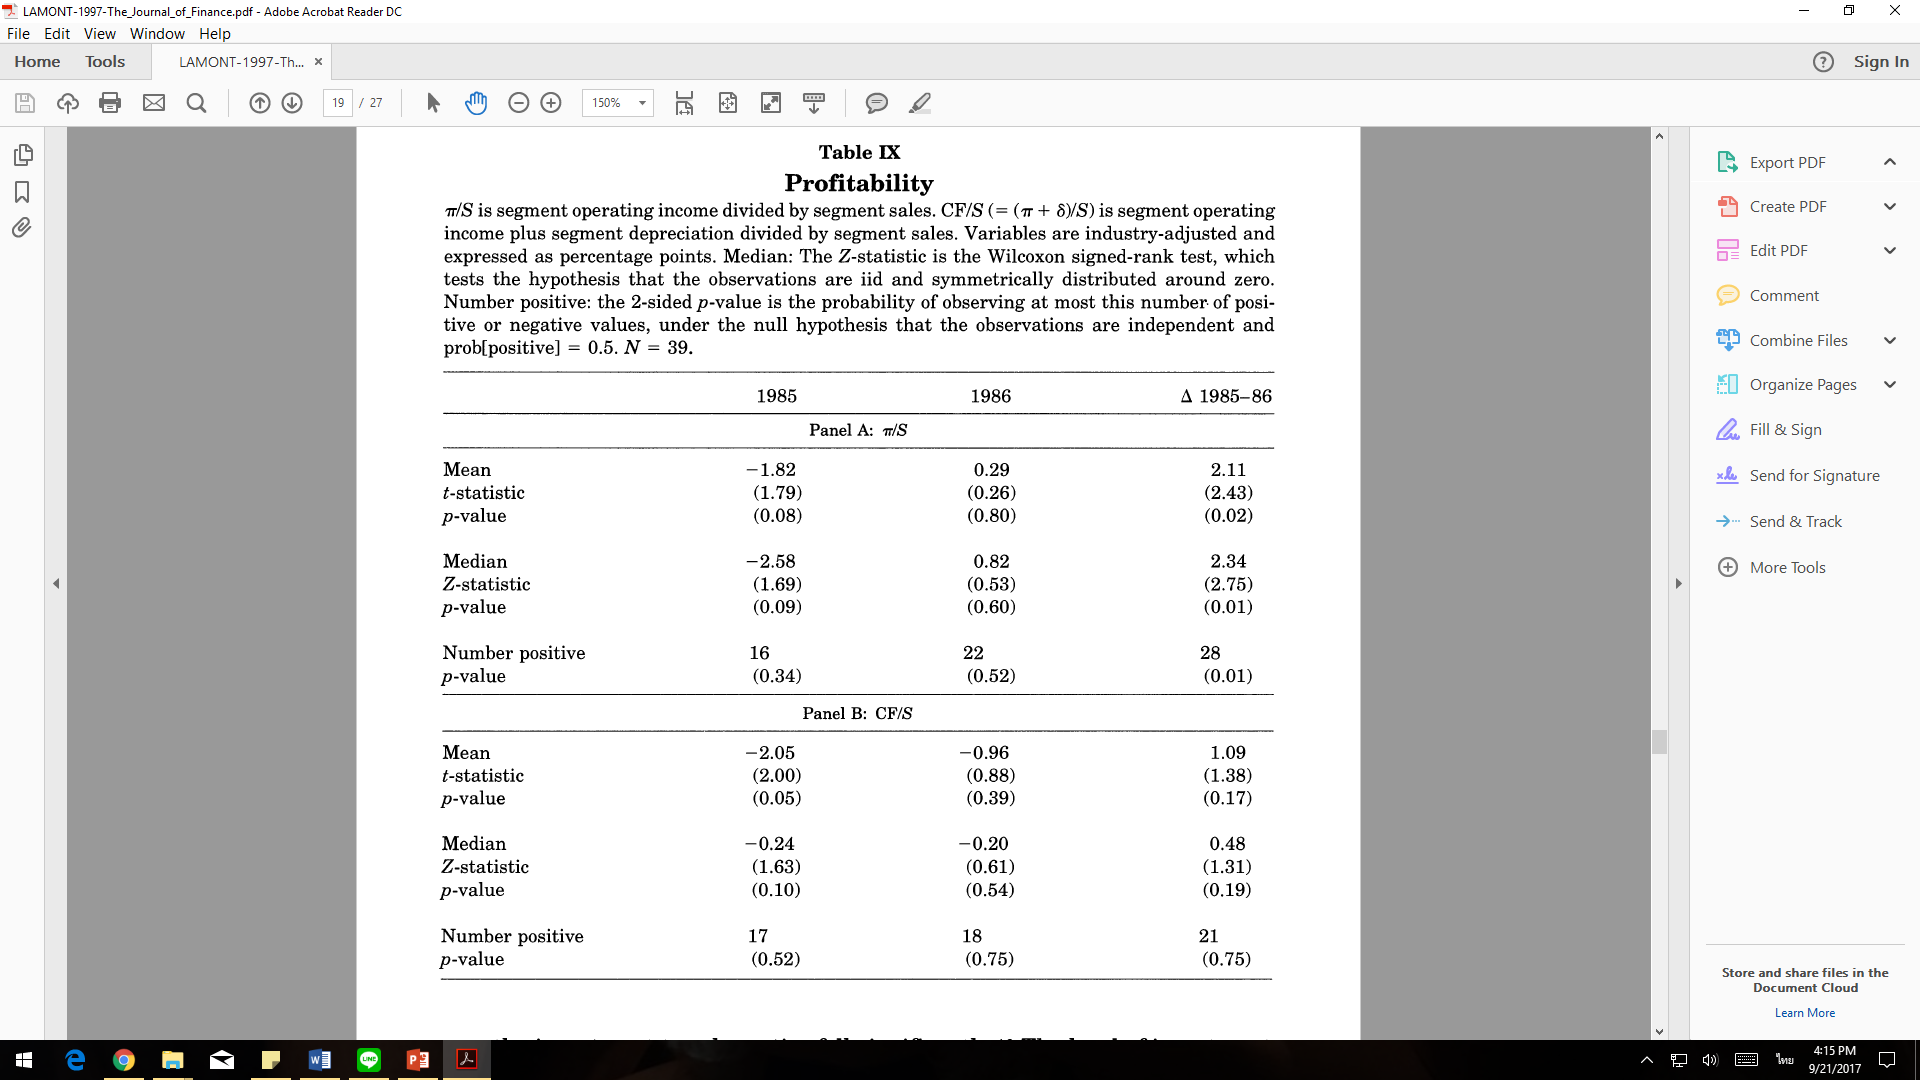 LAMONT-1997-The_Journal_of_Finance.pdf - Adobe Acrobat Reader DC
File Edit View Window Help
Home Tools LAMONT-1997-Th... × Sign In
19 / 27 150%
Table IX
Profitability
π/S is segment operating income divided by segment sales. CF/S (= (π + δ)/S) is segment operating
income plus segment depreciation divided by segment sales. Variables are industry-adjusted and
expressed as percentage points. Median: The Z-statistic is the Wilcoxon signed-rank test, which
tests the hypothesis that the observations are iid and symmetrically distributed around zero.
Number positive: the 2-sided p-value is the probability of observing at most this number of posi-
tive or negative values, under the null hypothesis that the observations are independent and
prob[positive] = 0.5. N = 39.
1985 1986 Δ 1985–86
Panel A: π/S
Mean −1.82 0.29 2.11
t-statistic (1.79) (0.26) (2.43)
p-value (0.08) (0.80) (0.02)
Median −2.58 0.82 2.34
Z-statistic (1.69) (0.53) (2.75)
p-value (0.09) (0.60) (0.01)
Number positive 16 22 28
p-value (0.34) (0.52) (0.01)
Panel B: CF/S
Mean −2.05 −0.96 1.09
t-statistic (2.00) (0.88) (1.38)
p-value (0.05) (0.39) (0.17)
Median −0.24 −0.20 0.48
Z-statistic (1.63) (0.61) (1.31)
p-value (0.10) (0.54) (0.19)
Number positive 17 18 21
p-value (0.52) (0.75) (0.75)
Export PDF
Create PDF
Edit PDF
Comment
Combine Files
Organize Pages
Fill & Sign
Send for Signature
Send & Track
More Tools
Store and share files in the
Document Cloud
Learn More
ไทย
4:15 PM
9/21/2017